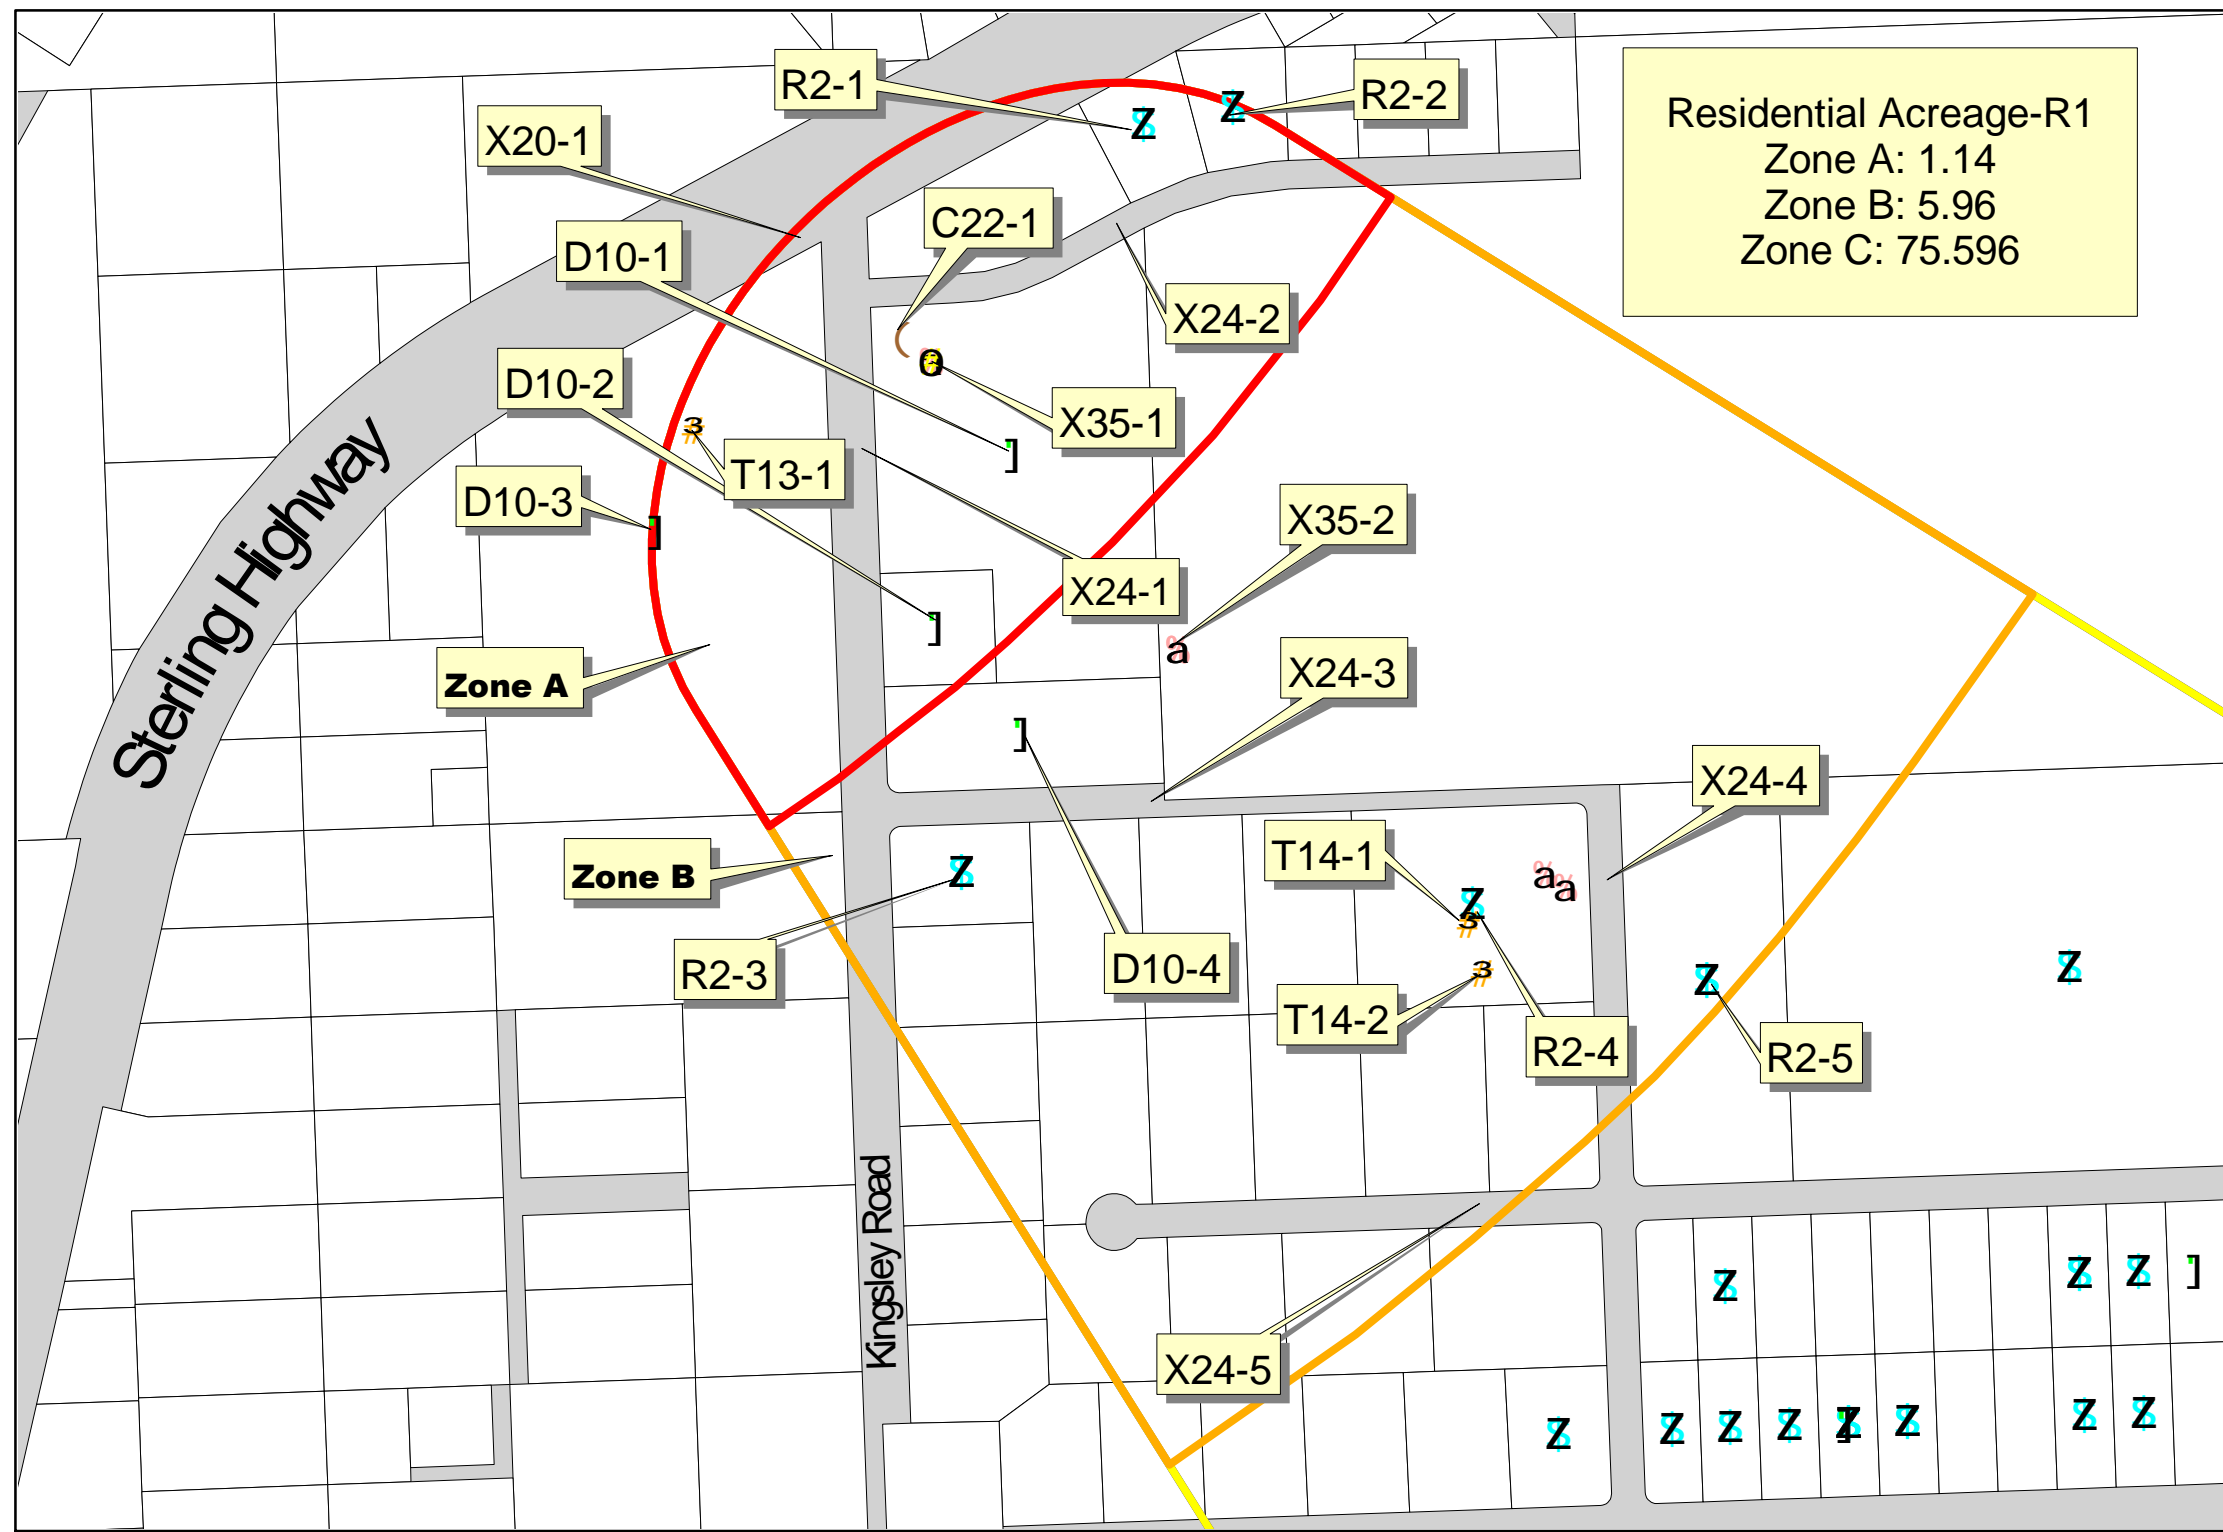 R2-1
R2-2
Residential Acreage-R1
Zone A: 1.14
Zone B: 5.96
Zone C: 75.596
X20-1
C22-1
D10-1
X24-2
D10-2
X35-1
T13-1
D10-3
X35-2
X24-1
Sterling Highway
Zone A
X24-3
X24-4
Zone B
T14-1
R2-3
D10-4
T14-2
R2-4
R2-5
Kingsley Road
X24-5